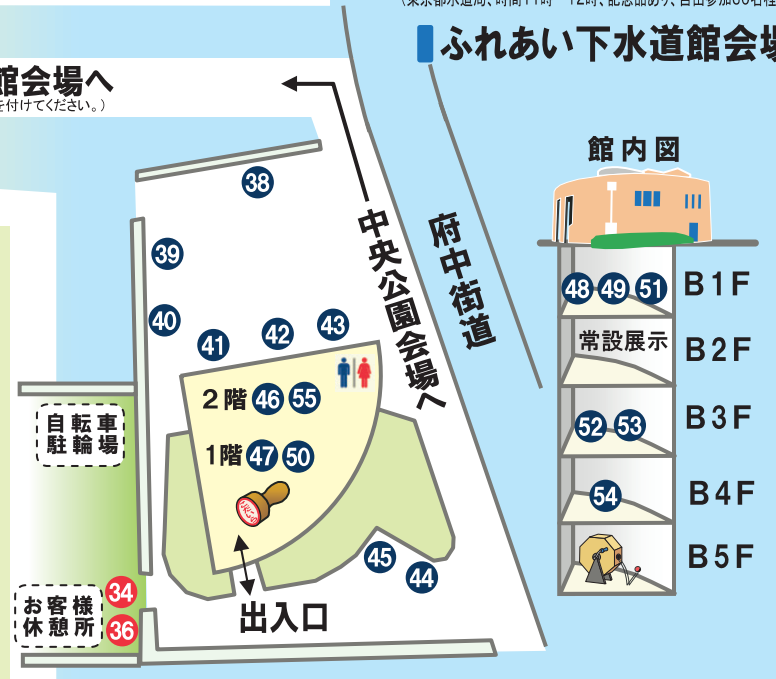 ふれあい下水道館会場
館会場へ
を付けてください。)
館内図
38
中央公園会場へ
府中街道
39
40
41
42
43
48 49 51
B1F
常設展示
B2F
2階 46 55
52 53
B3F
自転車
駐輪場
1階 47 50
54
B4F
45
44
B5F
34
お客様
休憩所
36
出入口